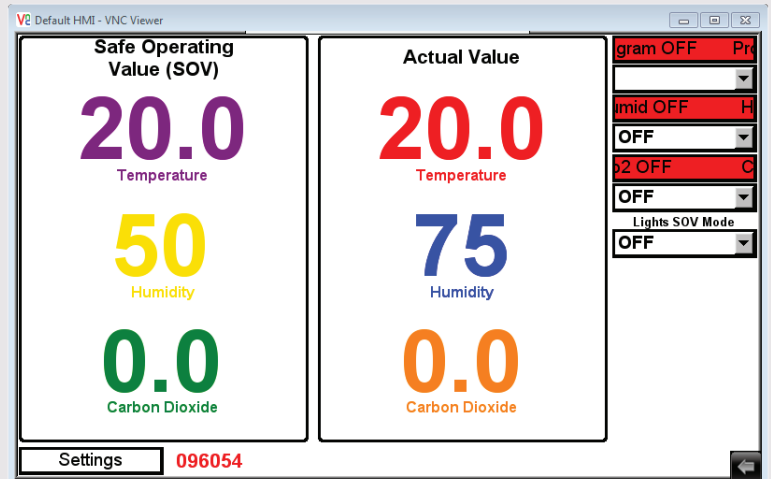 Default HMI - VNC Viewer
Safe Operating
Value (SOV)
20.0
Temperature
50
Humidity
0.0
Carbon Dioxide
Actual Value
20.0
Temperature
75
Humidity
0.0
Carbon Dioxide
gram OFF Pro
umid OFF H
OFF
o2 OFF C
OFF
Lights SOV Mode
OFF
Settings 096054